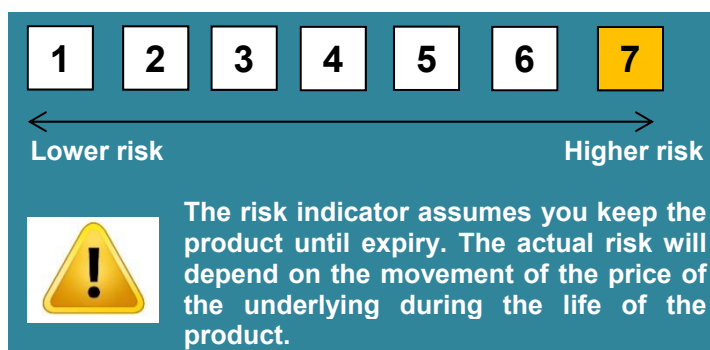 1 2 3 4 5 6 7
Lower risk Higher risk
The risk indicator assumes you keep the
product until expiry. The actual risk will
depend on the movement of the price of
the underlying during the life of the
product.